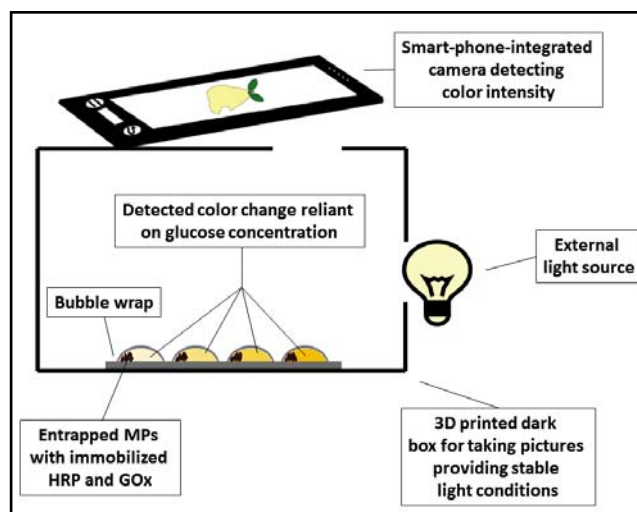 Smart-phone-integrated
camera detecting
color intensity
Detected color change reliant
on glucose concentration
External
light source
Bubble wrap
Entrapped MPs
with immobilized
HRP and GOx
3D printed dark
box for taking pictures
providing stable
light conditions